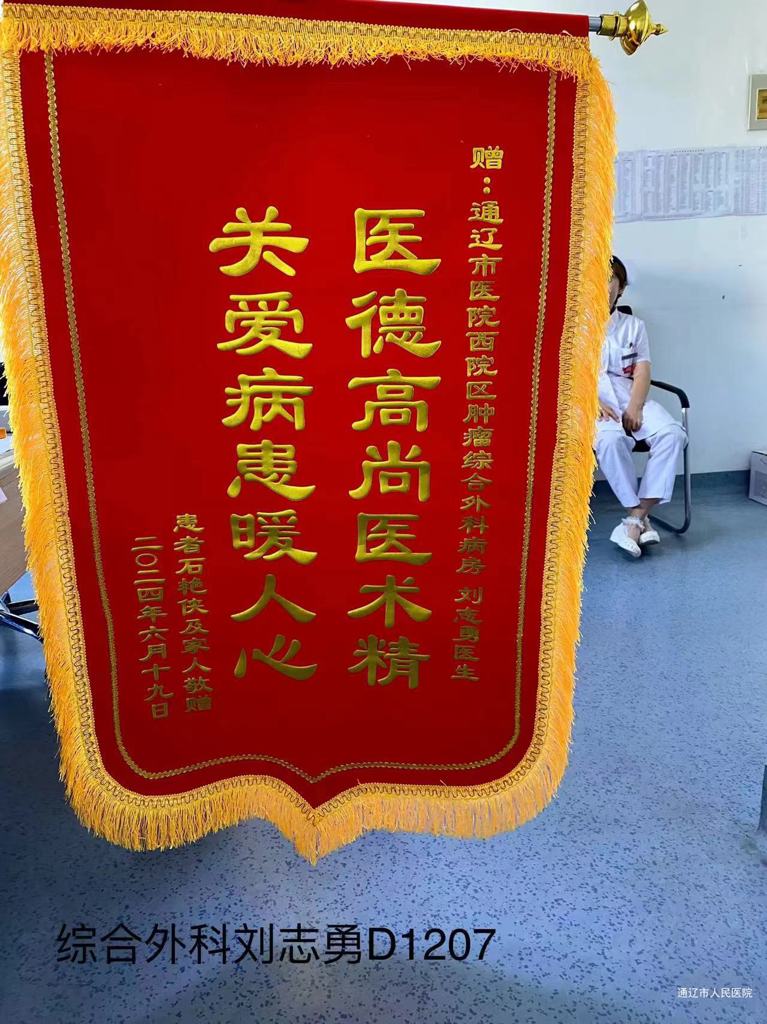 赠：通辽市医院西院区肿瘤综合外科病房 刘志勇医生
医德高尚医术精
关爱病患暖人心
患者石艳侠及家人敬赠
二〇二四年六月十九日
综合外科刘志勇D1207
通辽市人民医院